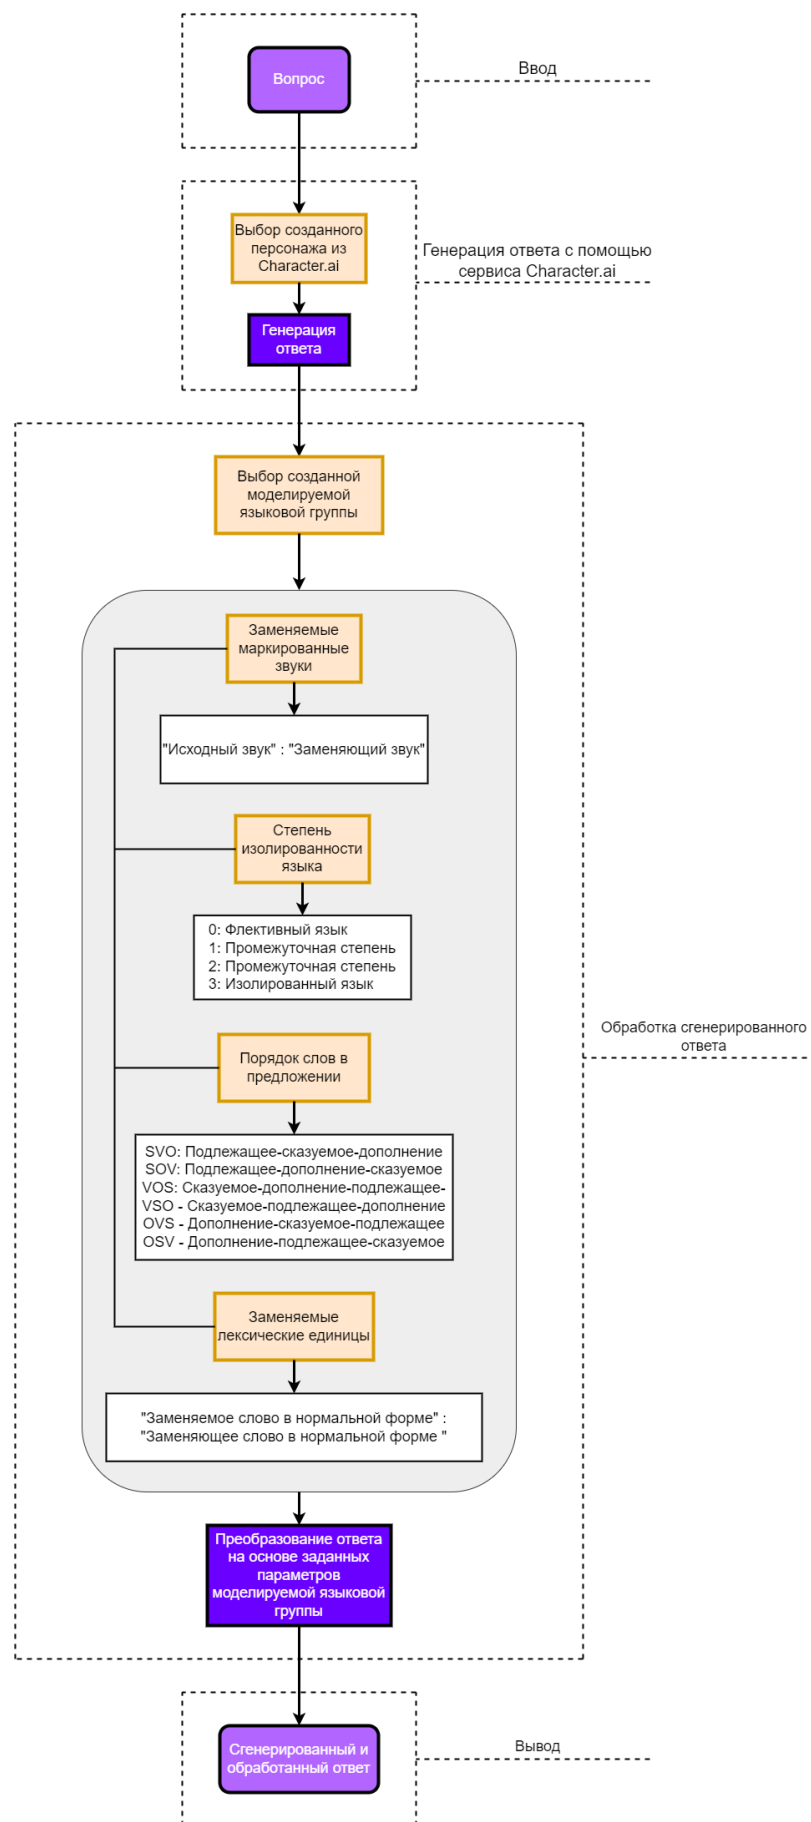 Вопрос
Ввод
Выбор созданного
персонажа из
Character.ai
Генерация ответа с помощью
сервиса Character.ai
Генерация
ответа
Выбор созданной
моделируемой
языковой группы
Заменяемые
маркированные
звуки
"Исходный звук" : "Заменяющий звук"
Степень
изолированности
языка
0: Флективный язык
1: Промежуточная степень
2: Промежуточная степень
3: Изолированный язык
Обработка сгенерированного
ответа
Порядок слов в
предложении
SVO: Подлежащее-сказуемое-дополнение
SOV: Подлежащее-дополнение-сказуемое
VOS: Сказуемое-дополнение-подлежащее-
VSO - Сказуемое-подлежащее-дополнение
OVS - Дополнение-сказуемое-подлежащее
OSV - Дополнение-подлежащее-сказуемое
Заменяемые
лексические единицы
"Заменяемое слово в нормальной форме" :
"Заменяющее слово в нормальной форме "
Преобразование ответа
на основе заданных
параметров
моделируемой языковой
группы
Сгенерированный и
обработанный ответ
Вывод